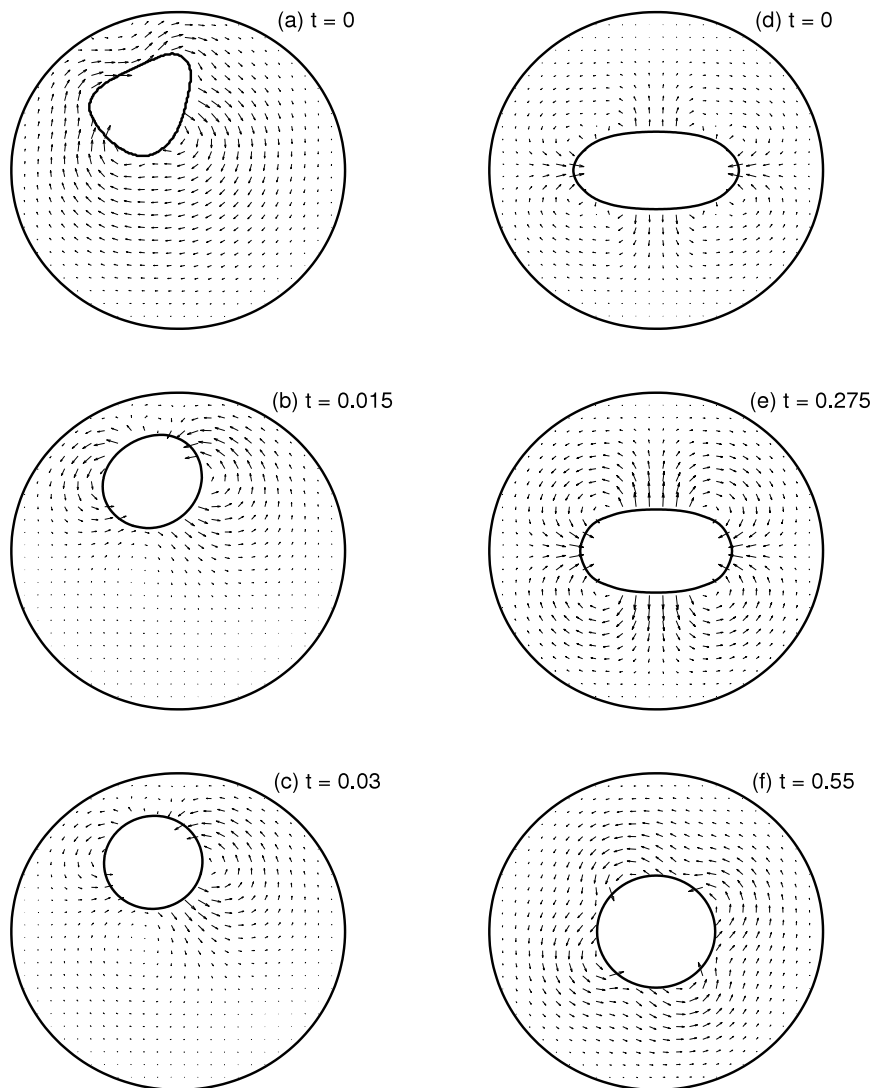 (a) t = 0
(d) t = 0
(b) t = 0.015
(e) t = 0.275
(c) t = 0.03
(f) t = 0.55